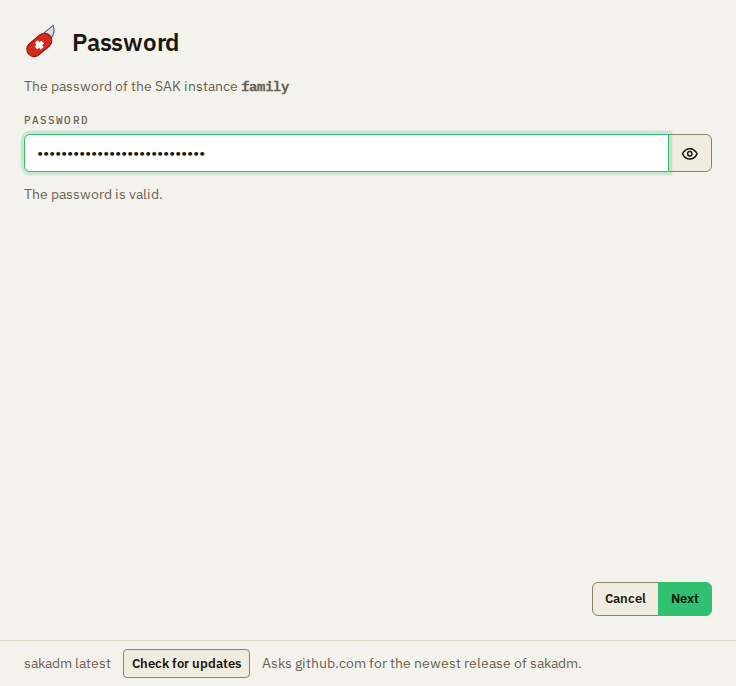 Password
The password of the SAK instance family
PASSWORD
••••••••••••••••••••••••••••
The password is valid.
Cancel Next
sakadm latest Check for updates Asks github.com for the newest release of sakadm.